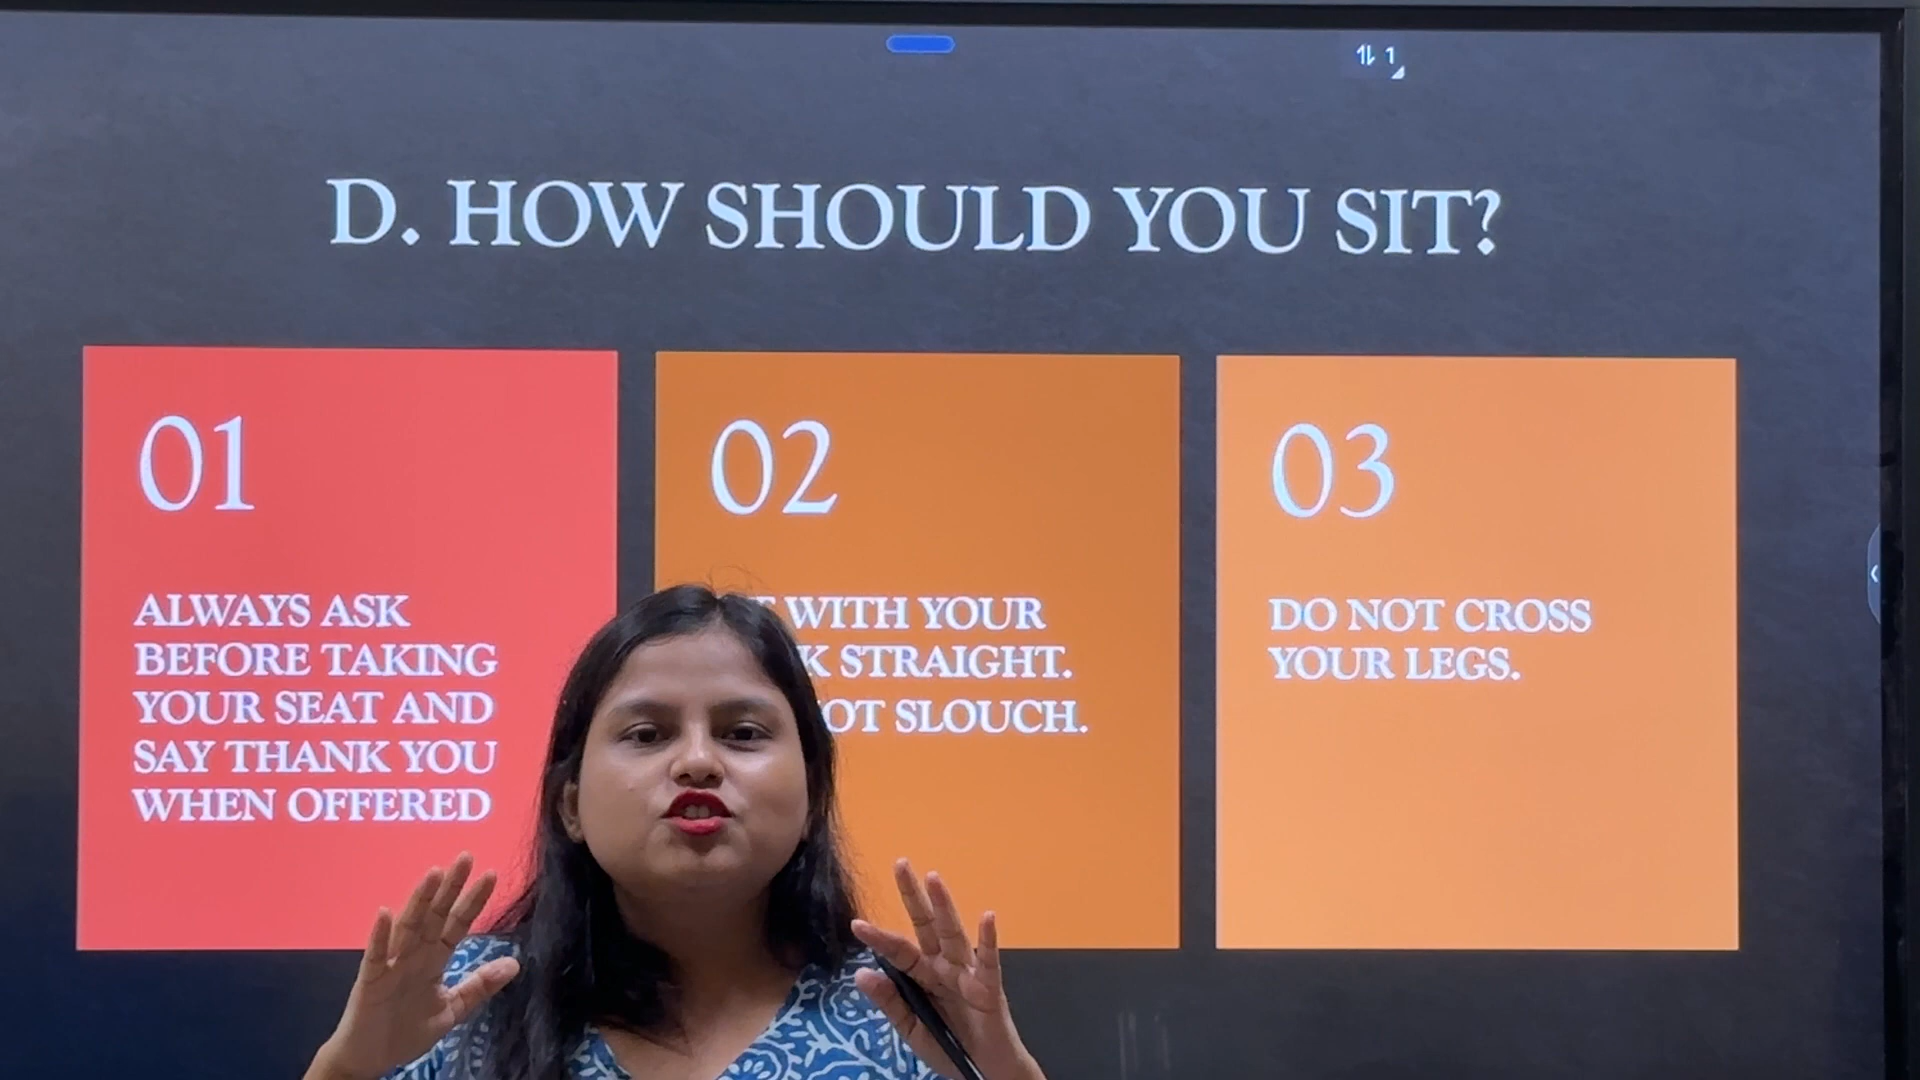 1
D. HOW SHOULD YOU SIT?
01
ALWAYS ASK
BEFORE TAKING
YOUR SEAT AND
SAY THANK YOU
WHEN OFFERED
02
WITH YOUR
STRAIGHT.
SLOUCH.
03
DO NOT CROSS
YOUR LEGS.